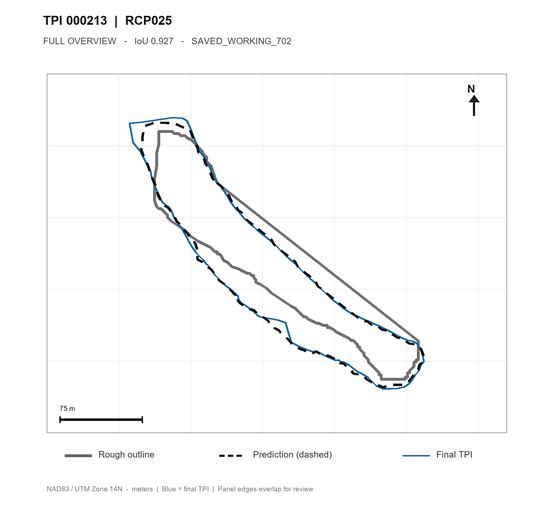 TPI 000213 | RCP025
FULL OVERVIEW - IoU 0.927 - SAVED_WORKING_702
N
75 m
Rough outline Prediction (dashed) Final TPI
NAD83 / UTM Zone 14N - meters | Blue = final TPI | Panel edges overlap for review